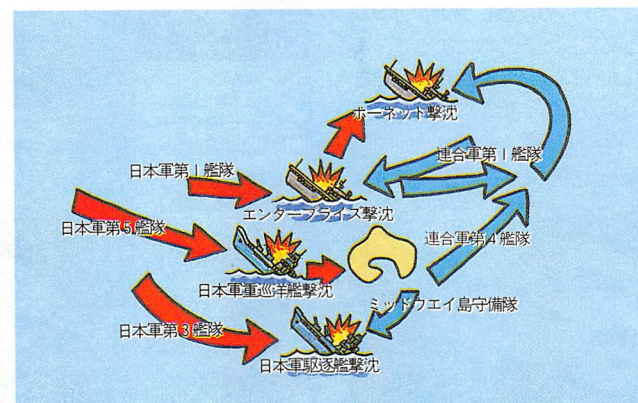 ホーネット撃沈
連合軍第1艦隊
日本軍第1艦隊
エンタープライズ撃沈
日本軍第5艦隊
連合軍第4艦隊
日本軍重巡洋艦撃沈
ミッドウエイ島守備隊
日本軍第3艦隊
日本軍駆逐艦撃沈